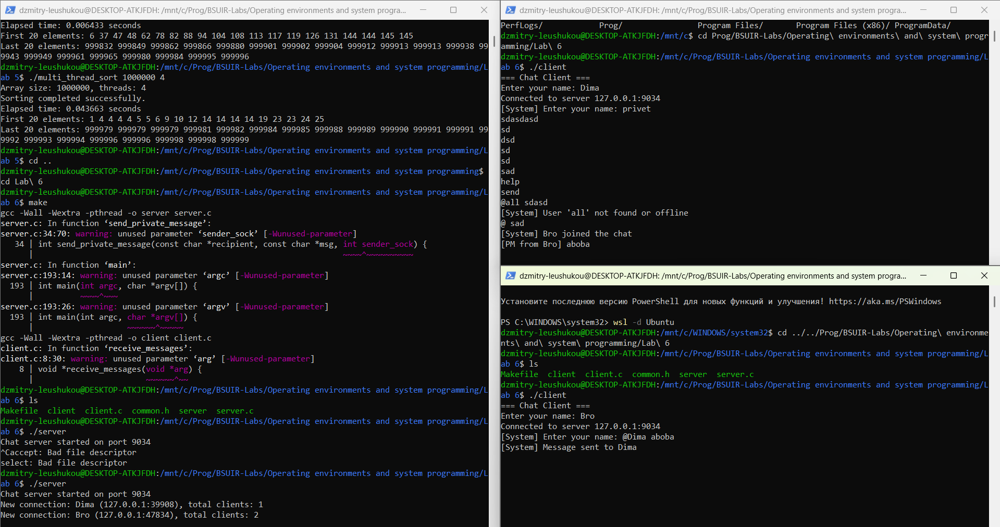 dzmitry-leushukou@DESKTOP-ATKJFDH: /mnt/c/Prog/BSUIR-Labs/Operating environments and system progra...
Elapsed time: 0.006433 seconds
First 20 elements: 6 37 47 48 62 78 82 88 94 104 108 113 117 119 126 131 144 144 145 145
Last 20 elements: 999832 999849 999862 999866 999880 999901 999902 999904 999912 999913 999913 999938 99
9943 999949 999961 999965 999980 999984 999995 999996
dzmitry-leushukou@DESKTOP-ATKJFDH:/mnt/c/Prog/BSUIR-Labs/Operating environments and system programming/L
ab 5$ ./multi_thread_sort 1000000 4
Array size: 1000000, threads: 4
Sorting completed successfully.
Elapsed time: 0.043663 seconds
First 20 elements: 1 4 4 4 4 5 5 6 9 10 12 14 14 14 14 19 23 23 24 25
Last 20 elements: 999979 999979 999979 999981 999982 999984 999985 999988 999989 999990 999991 999991 99
9992 999993 999994 999996 999996 999998 999998 999999
dzmitry-leushukou@DESKTOP-ATKJFDH:/mnt/c/Prog/BSUIR-Labs/Operating environments and system programming/L
ab 5$ cd ..
dzmitry-leushukou@DESKTOP-ATKJFDH:/mnt/c/Prog/BSUIR-Labs/Operating environments and system programming$
cd Lab\ 6
dzmitry-leushukou@DESKTOP-ATKJFDH:/mnt/c/Prog/BSUIR-Labs/Operating environments and system programming/L
ab 6$ make
gcc -Wall -Wextra -pthread -o server server.c
server.c: In function ‘send_private_message’:
server.c:34:70: warning: unused parameter ‘sender_sock’ [-Wunused-parameter]
34 | int send_private_message(const char *recipient, const char *msg, int sender_sock) {
| ~~~~^~~~~~~~~~~
server.c: In function ‘main’:
server.c:193:14: warning: unused parameter ‘argc’ [-Wunused-parameter]
193 | int main(int argc, char *argv[]) {
| ~~~~^~~~
server.c:193:26: warning: unused parameter ‘argv’ [-Wunused-parameter]
193 | int main(int argc, char *argv[]) {
| ~~~~~~^~~~~~
gcc -Wall -Wextra -pthread -o client client.c
client.c: In function ‘receive_messages’:
client.c:8:30: warning: unused parameter ‘arg’ [-Wunused-parameter]
8 | void *receive_messages(void *arg) {
| ~~~~~~^~~
dzmitry-leushukou@DESKTOP-ATKJFDH:/mnt/c/Prog/BSUIR-Labs/Operating environments and system programming/L
ab 6$ ls
Makefile client client.c common.h server server.c
dzmitry-leushukou@DESKTOP-ATKJFDH:/mnt/c/Prog/BSUIR-Labs/Operating environments and system programming/L
ab 6$ ./server
Chat server started on port 9034
^Caccept: Bad file descriptor
select: Bad file descriptor
dzmitry-leushukou@DESKTOP-ATKJFDH:/mnt/c/Prog/BSUIR-Labs/Operating environments and system programming/L
ab 6$ ./server
Chat server started on port 9034
New connection: Dima (127.0.0.1:39908), total clients: 1
New connection: Bro (127.0.0.1:47834), total clients: 2
dzmitry-leushukou@DESKTOP-ATKJFDH: /mnt/c/Prog/BSUIR-Labs/Operating environments and system progra...
PerfLogs/ Prog/ Program Files/ Program Files (x86)/ ProgramData/
dzmitry-leushukou@DESKTOP-ATKJFDH:/mnt/c$ cd Prog/BSUIR-Labs/Operating\ environments\ and\ system\ progr
amming/Lab\ 6
dzmitry-leushukou@DESKTOP-ATKJFDH:/mnt/c/Prog/BSUIR-Labs/Operating environments and system programming/L
ab 6$ ./client
=== Chat Client ===
Enter your name: Dima
Connected to server 127.0.0.1:9034
[System] Enter your name: privet
sdasdasd
sd
dsd
sd
sd
sad
help
send
@all sdasd
[System] User 'all' not found or offline
@ sad
[System] Bro joined the chat
[PM from Bro] aboba
dzmitry-leushukou@DESKTOP-ATKJFDH: /mnt/c/Prog/BSUIR-Labs/Operating environments and system progra...
Установите последнюю версию PowerShell для новых функций и улучшения! https://aka.ms/PSWindows
PS C:\WINDOWS\system32> wsl -d Ubuntu
dzmitry-leushukou@DESKTOP-ATKJFDH:/mnt/c/WINDOWS/system32$ cd ../../Prog/BSUIR-Labs/Operating\ environme
nts\ and\ system\ programming/Lab\ 6
dzmitry-leushukou@DESKTOP-ATKJFDH:/mnt/c/Prog/BSUIR-Labs/Operating environments and system programming/L
ab 6$ ls
Makefile client client.c common.h server server.c
dzmitry-leushukou@DESKTOP-ATKJFDH:/mnt/c/Prog/BSUIR-Labs/Operating environments and system programming/L
ab 6$ ./client
=== Chat Client ===
Enter your name: Bro
Connected to server 127.0.0.1:9034
[System] Enter your name: @Dima aboba
[System] Message sent to Dima